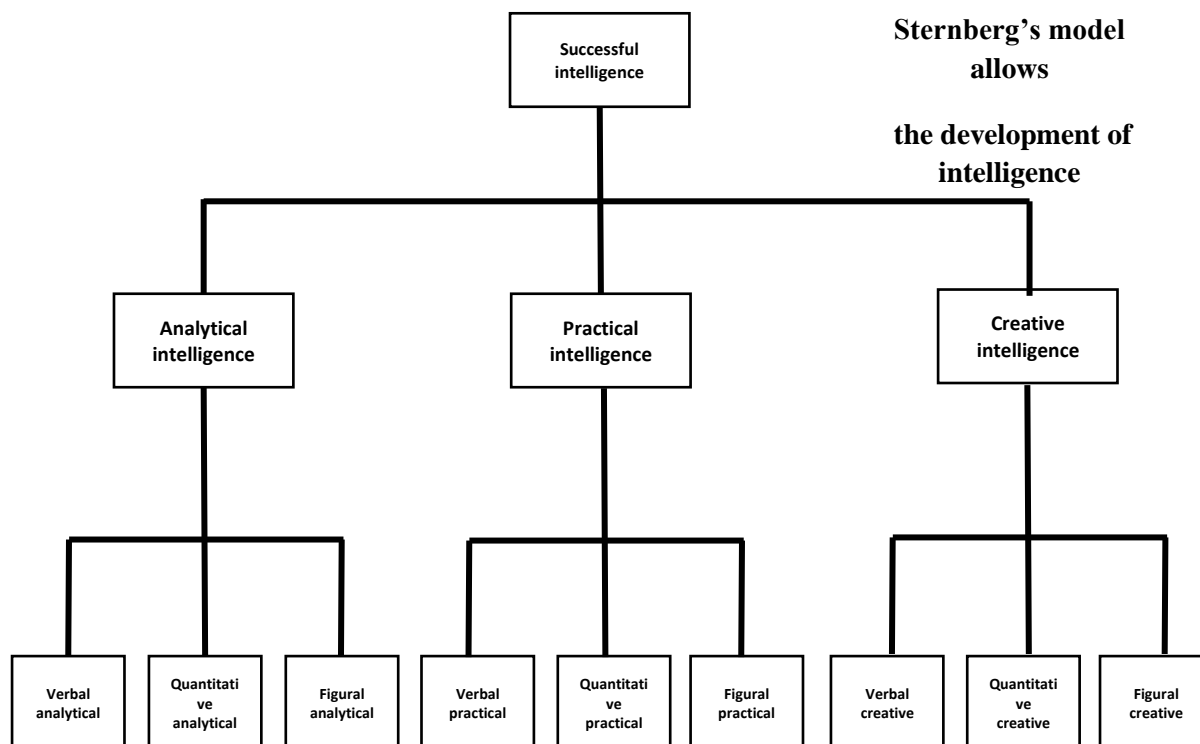 Successful
intelligence
Sternberg’s model
allows
the development of
intelligence
Analytical
intelligence
Practical
intelligence
Creative
intelligence
Verbal
analytical
Quantitati
ve
analytical
Figural
analytical
Verbal
practical
Quantitati
ve
practical
Figural
practical
Verbal
creative
Quantitati
ve
creative
Figural
creative